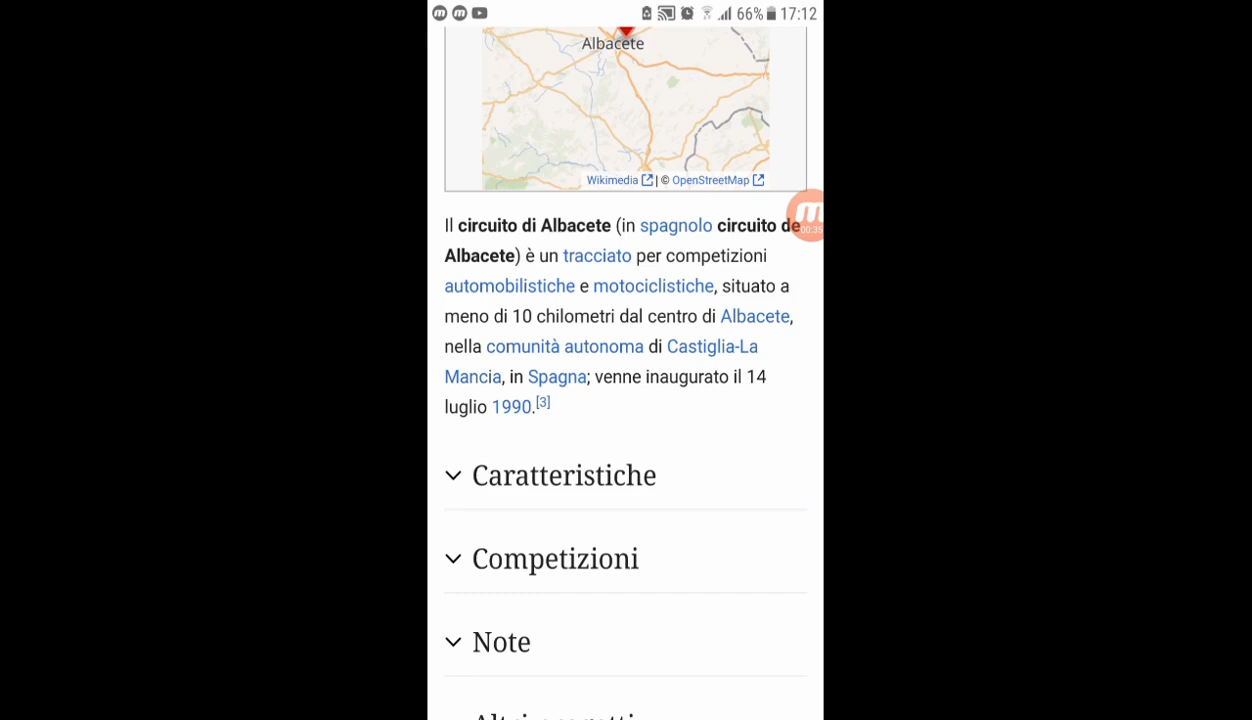 66% 17:12
Albacete
Wikimedia | © OpenStreetMap
Il circuito di Albacete (in spagnolo circuito de
00:35
Albacete) è un tracciato per competizioni
automobilistiche e motociclistiche, situato a
meno di 10 chilometri dal centro di Albacete,
nella comunità autonoma di Castiglia-La
Mancia, in Spagna; venne inaugurato il 14
luglio 1990.[3]
Caratteristiche
Competizioni
Note